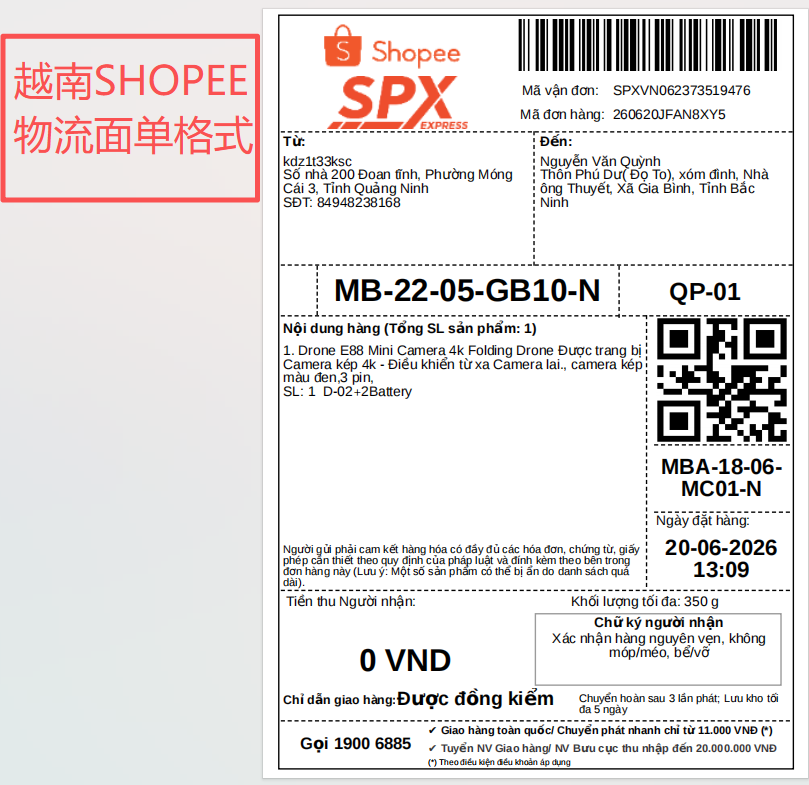 越南SHOPEE
物流面单格式
S Shopee
SPX
EXPRESS
Mã vận đơn: SPXVN062373519476
Mã đơn hàng: 260620JFAN8XY5
Từ:
kdz1t33ksc
Số nhà 200 Đoan tĩnh, Phường Móng
Cái 3, Tỉnh Quảng Ninh
SĐT: 84948238168
Đến:
Nguyễn Văn Quỳnh
Thôn Phú Dư( Đọ To), xóm đình, Nhà
ông Thuyết, Xã Gia Bình, Tỉnh Bắc
Ninh
MB-22-05-GB10-N
QP-01
Nội dung hàng (Tổng SL sản phẩm: 1)
1. Drone E88 Mini Camera 4k Folding Drone Được trang bị
Camera kép 4k - Điều khiển từ xa Camera lai., camera kép
màu đen,3 pin,
SL: 1 D-02+2Battery
MBA-18-06-
MC01-N
Ngày đặt hàng:
20-06-2026
13:09
Người gửi phải cam kết hàng hóa có đầy đủ các hóa đơn, chứng từ, giấy
phép cần thiết theo quy định của pháp luật và đính kèm theo bên trong
đơn hàng này (Lưu ý: Một số sản phẩm có thể bị ẩn do danh sách quá
dài).
Tiền thu Người nhận:
0 VND
Khối lượng tối đa: 350 g
Chữ ký người nhận
Xác nhận hàng nguyên vẹn, không
móp/méo, bể/vỡ
Chỉ dẫn giao hàng: Được đồng kiểm
Chuyển hoàn sau 3 lần phát; Lưu kho tối
đa 5 ngày
Gọi 1900 6885
✔ Giao hàng toàn quốc/ Chuyển phát nhanh chỉ từ 11.000 VNĐ (*)
✔ Tuyển NV Giao hàng/ NV Bưu cục thu nhập đến 20.000.000 VNĐ
(*) Theo điều kiện điều khoản áp dụng